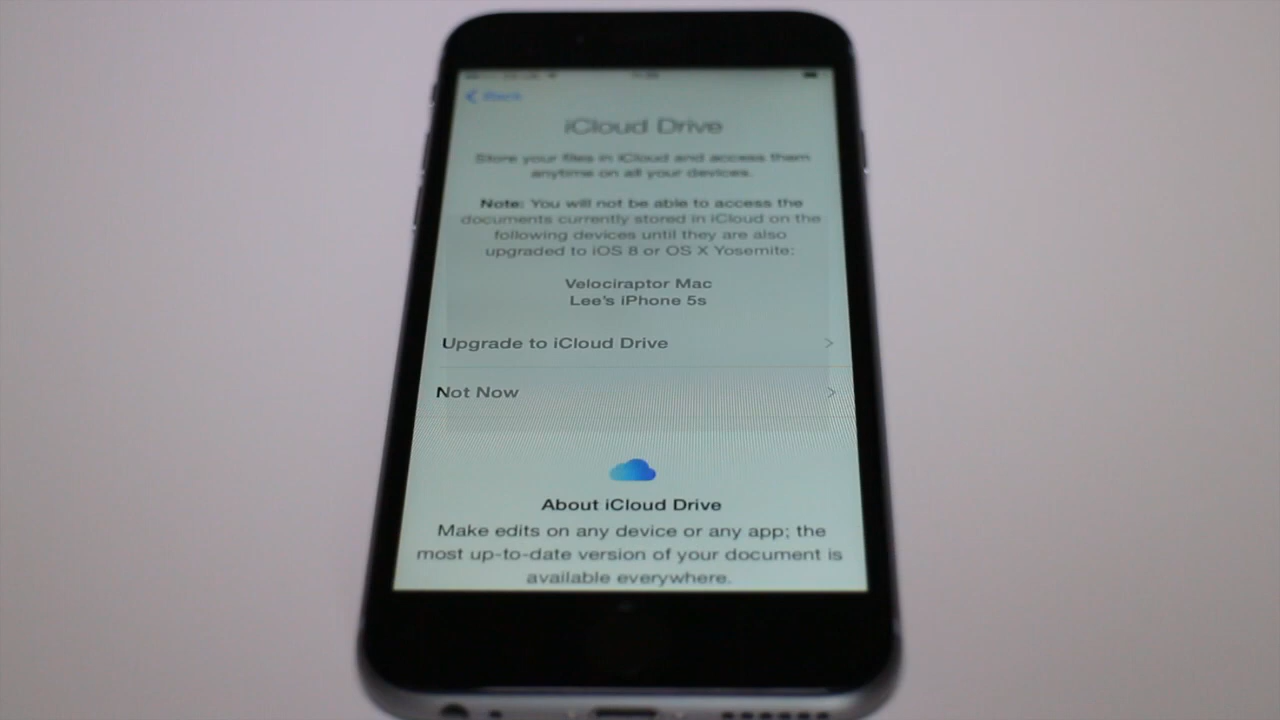 Back
iCloud Drive
Store your files in iCloud and access them
anytime on all your devices.
Note: You will not be able to access the
documents currently stored in iCloud on the
following devices until they are also
upgraded to iOS 8 or OS X Yosemite:
Velociraptor Mac
Lee's iPhone 5s
Upgrade to iCloud Drive
Not Now
About iCloud Drive
Make edits on any device or any app; the
most up-to-date version of your document is
available everywhere.